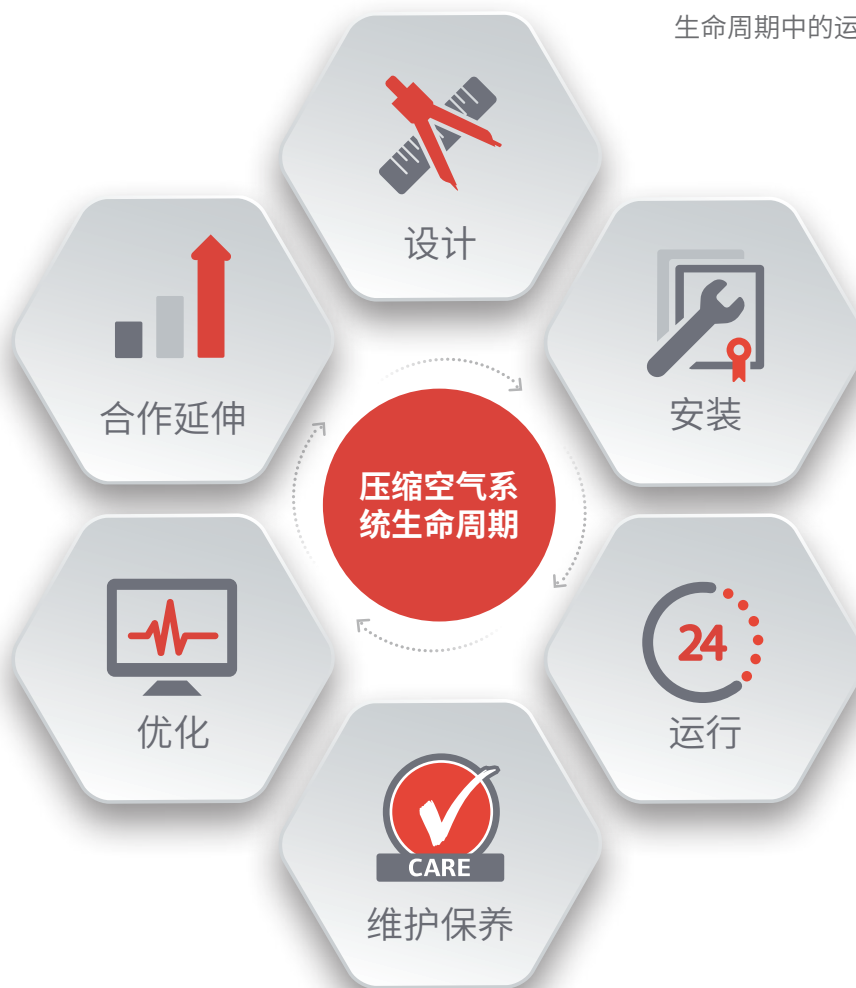 生命周期中的运
设计
合作延伸
安装
压缩空气系
统生命周期
优化
24
运行
CARE
维护保养